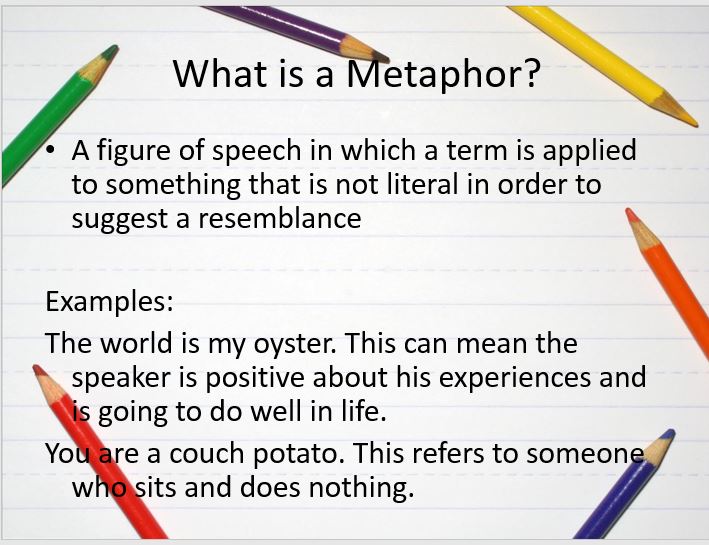 What is a Metaphor?
• A figure of speech in which a term is applied
to something that is not literal in order to
suggest a resemblance
Examples:
The world is my oyster. This can mean the
speaker is positive about his experiences and
is going to do well in life.
You are a couch potato. This refers to someone
who sits and does nothing.